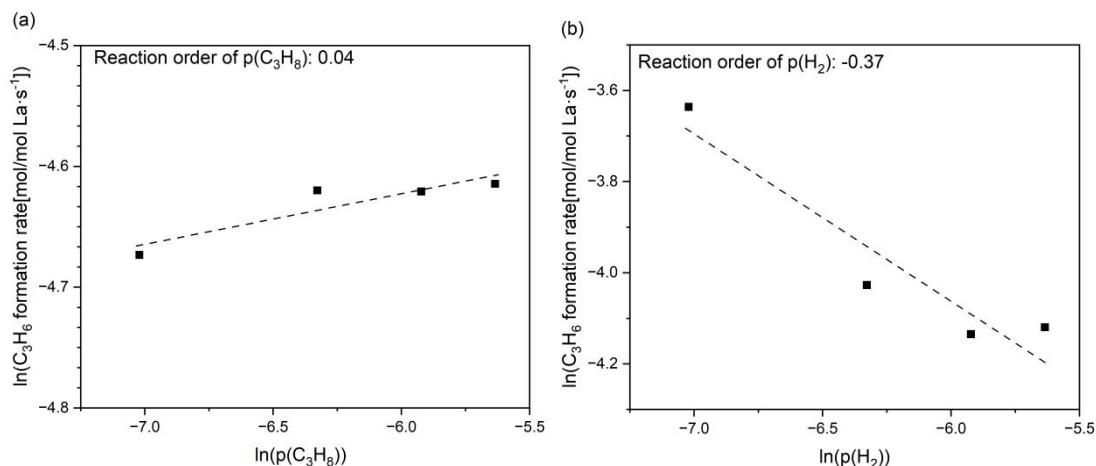 (a)
Reaction order of p(C₃H₈): 0.04
ln(C₃H₆ formation rate[mol/mol La·s⁻¹])
−4.5
−4.6
−4.7
−4.8
−7.0
−6.5
−6.0
−5.5
ln(p(C₃H₈))
(b)
Reaction order of p(H₂): -0.37
ln(C₃H₆ formation rate[mol/mol La·s⁻¹])
−3.6
−3.8
−4.0
−4.2
−7.0
−6.5
−6.0
−5.5
ln(p(H₂))